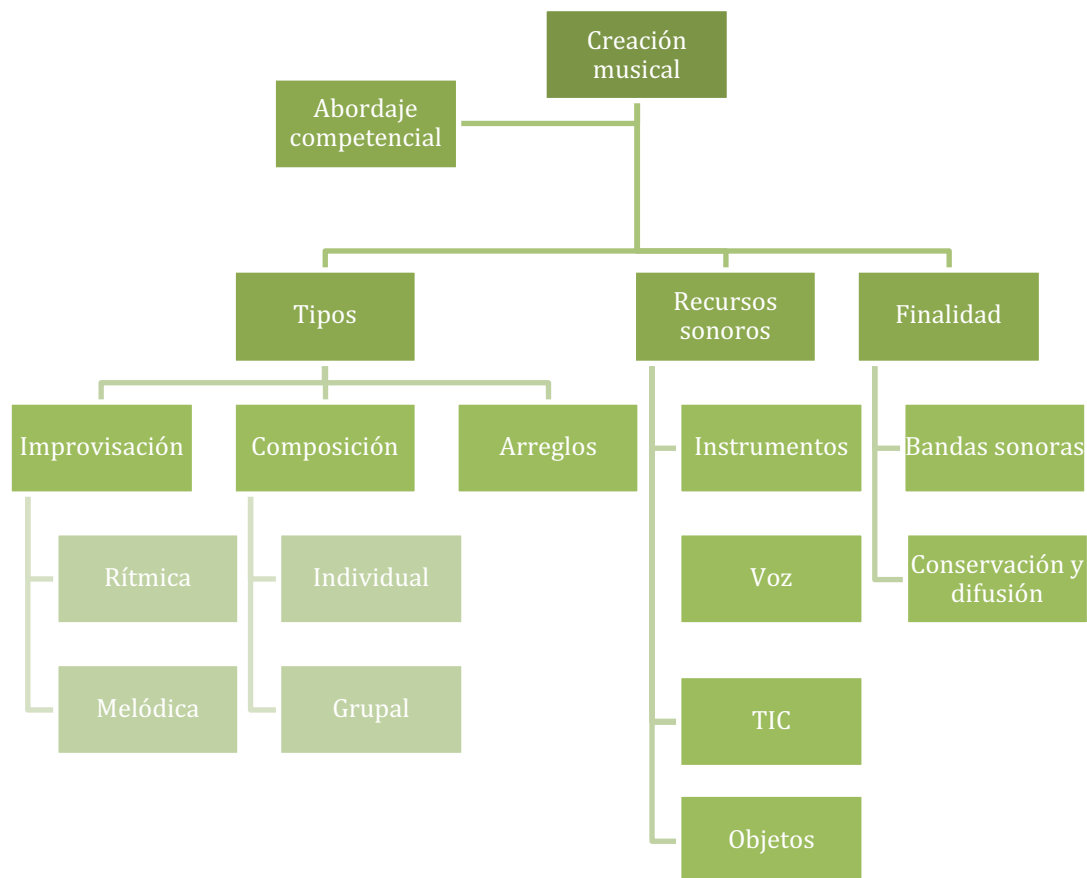 Creación
musical
Abordaje
competencial
Tipos
Recursos
sonoros
Finalidad
Improvisación
Composición
Arreglos
Instrumentos
Bandas sonoras
Rítmica
Individual
Voz
Conservación y
difusión
Melódica
Grupal
TIC
Objetos